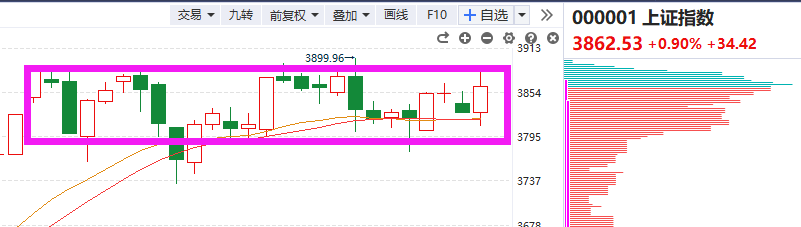 交易 九转 前复权 叠加 画线 F10 + 自选
000001 上证指数
3862.53 +0.90% +34.42
3913
3899.96
3854
3795
3737
3678